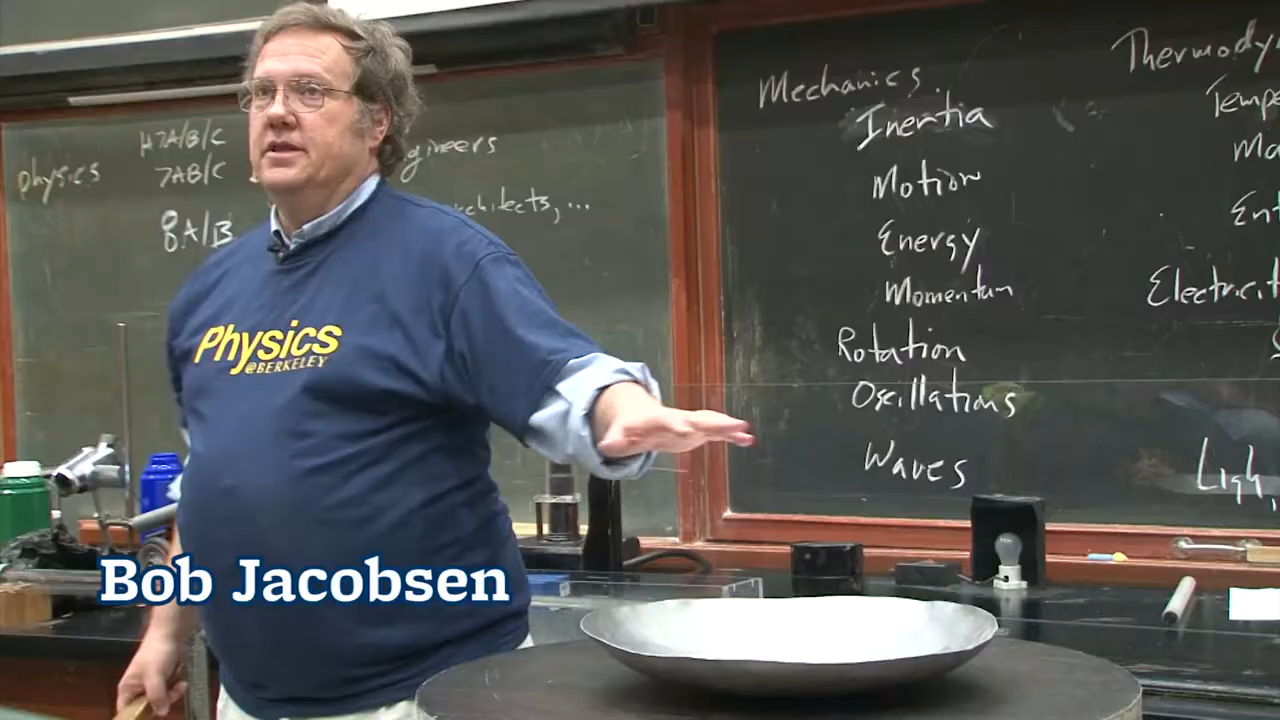 H7A/B/C
gineers
physics
7AB/C
rchitects, ...
8A/B
Mechanics
Inertia
Motion
Energy
Momentum
Rotation
Oscillations
Waves
Thermody
Tempe
Ma
Ent
Electricit
Ligh
Physics
@BERKELEY
Bob Jacobsen